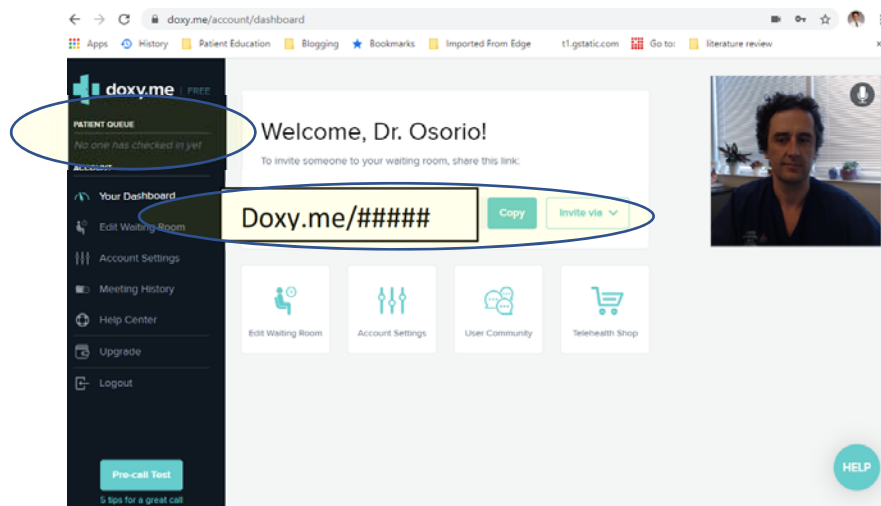 doxy.me/account/dashboard
Apps History Patient Education Blogging Bookmarks Imported From Edge t1.gstatic.com Go to: literature review
doxy.me | FREE
PATIENT QUEUE
No one has checked in yet
ACCOUNT
Your Dashboard
Edit Waiting Room
Account Settings
Meeting History
Help Center
Upgrade
Logout
Pre-call Test
5 tips for a great call
Welcome, Dr. Osorio!
To invite someone to your waiting room, share this link:
Doxy.me/#####
Copy
Invite via
Edit Waiting Room
Account Settings
User Community
Telehealth Shop
HELP